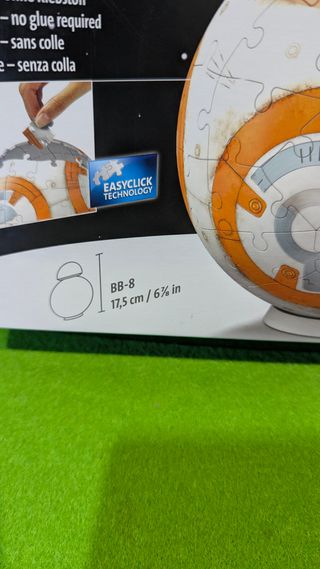 – no glue required
– sans colle
– senza colla
EASYCLICK
TECHNOLOGY
BB-8
17,5 cm / 6⅞ in